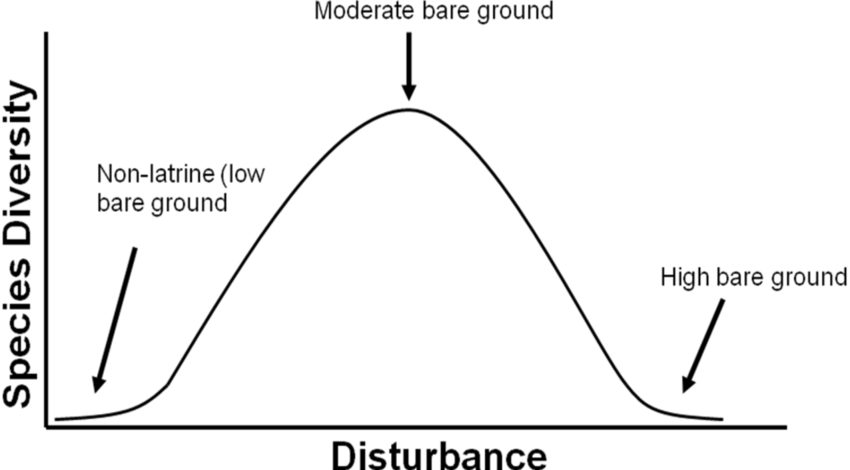 Moderate bare ground
Non-latrine (low
bare ground
High bare ground
Species Diversity
Disturbance